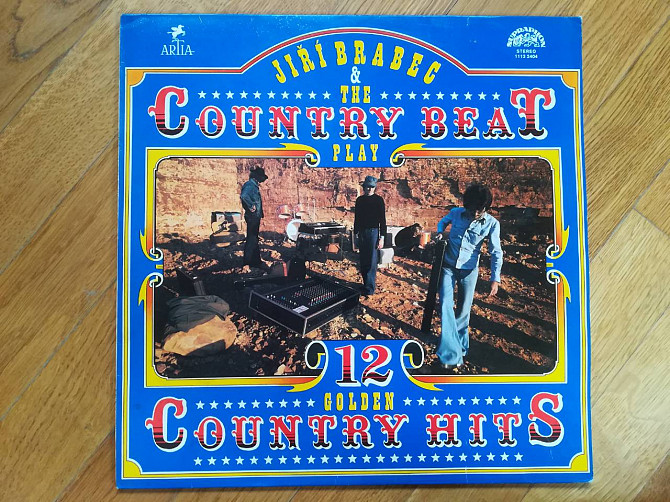 ARTIA
SUPRAPHON
STEREO
1113 2404
JIŘÍ BRABEC
&
THE
COUNTRY BEAT
PLAY
12
GOLDEN
COUNTRY HITS